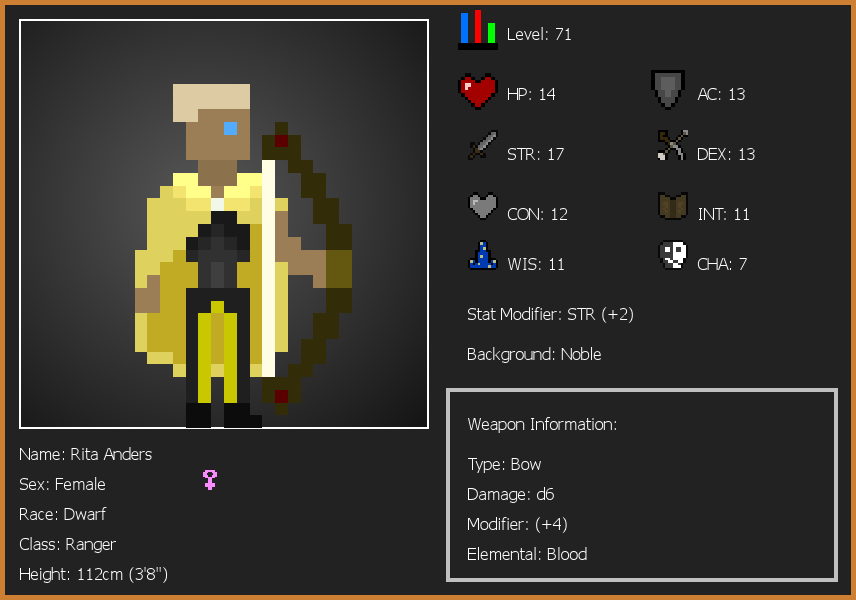 Level: 71
HP: 14
AC: 13
STR: 17
DEX: 13
CON: 12
INT: 11
WIS: 11
CHA: 7
Stat Modifier: STR (+2)
Background: Noble
Weapon Information:
Type: Bow
Damage: d6
Modifier: (+4)
Elemental: Blood
Name: Rita Anders
Sex: Female
Race: Dwarf
Class: Ranger
Height: 112cm (3'8")